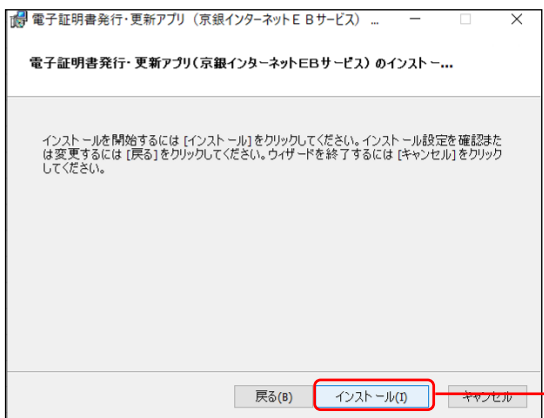 電子証明書発行・更新アプリ（京銀インターネットＥＢサービス） ...
電子証明書発行・更新アプリ(京銀インターネットEBサービス) のインストー...
インストールを開始するには [インストール] をクリックしてください。インストール設定を確認また
は変更するには [戻る] をクリックしてください。ウィザードを終了するには [キャンセル] をクリック
してください。
戻る(B) インストール(I) キャンセル